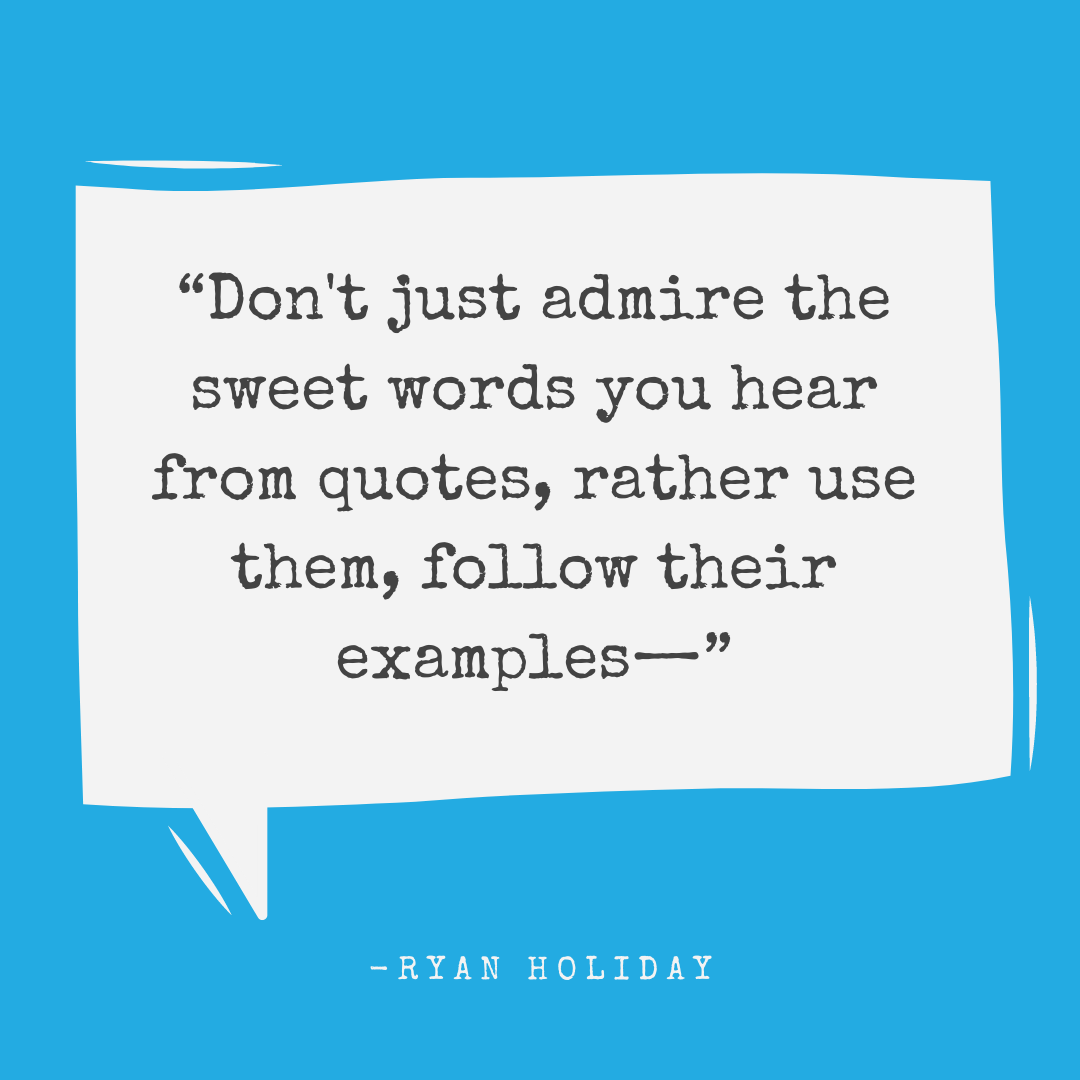 “Don't just admire the
sweet words you hear
from quotes, rather use
them, follow their
examples—”
–RYAN HOLIDAY